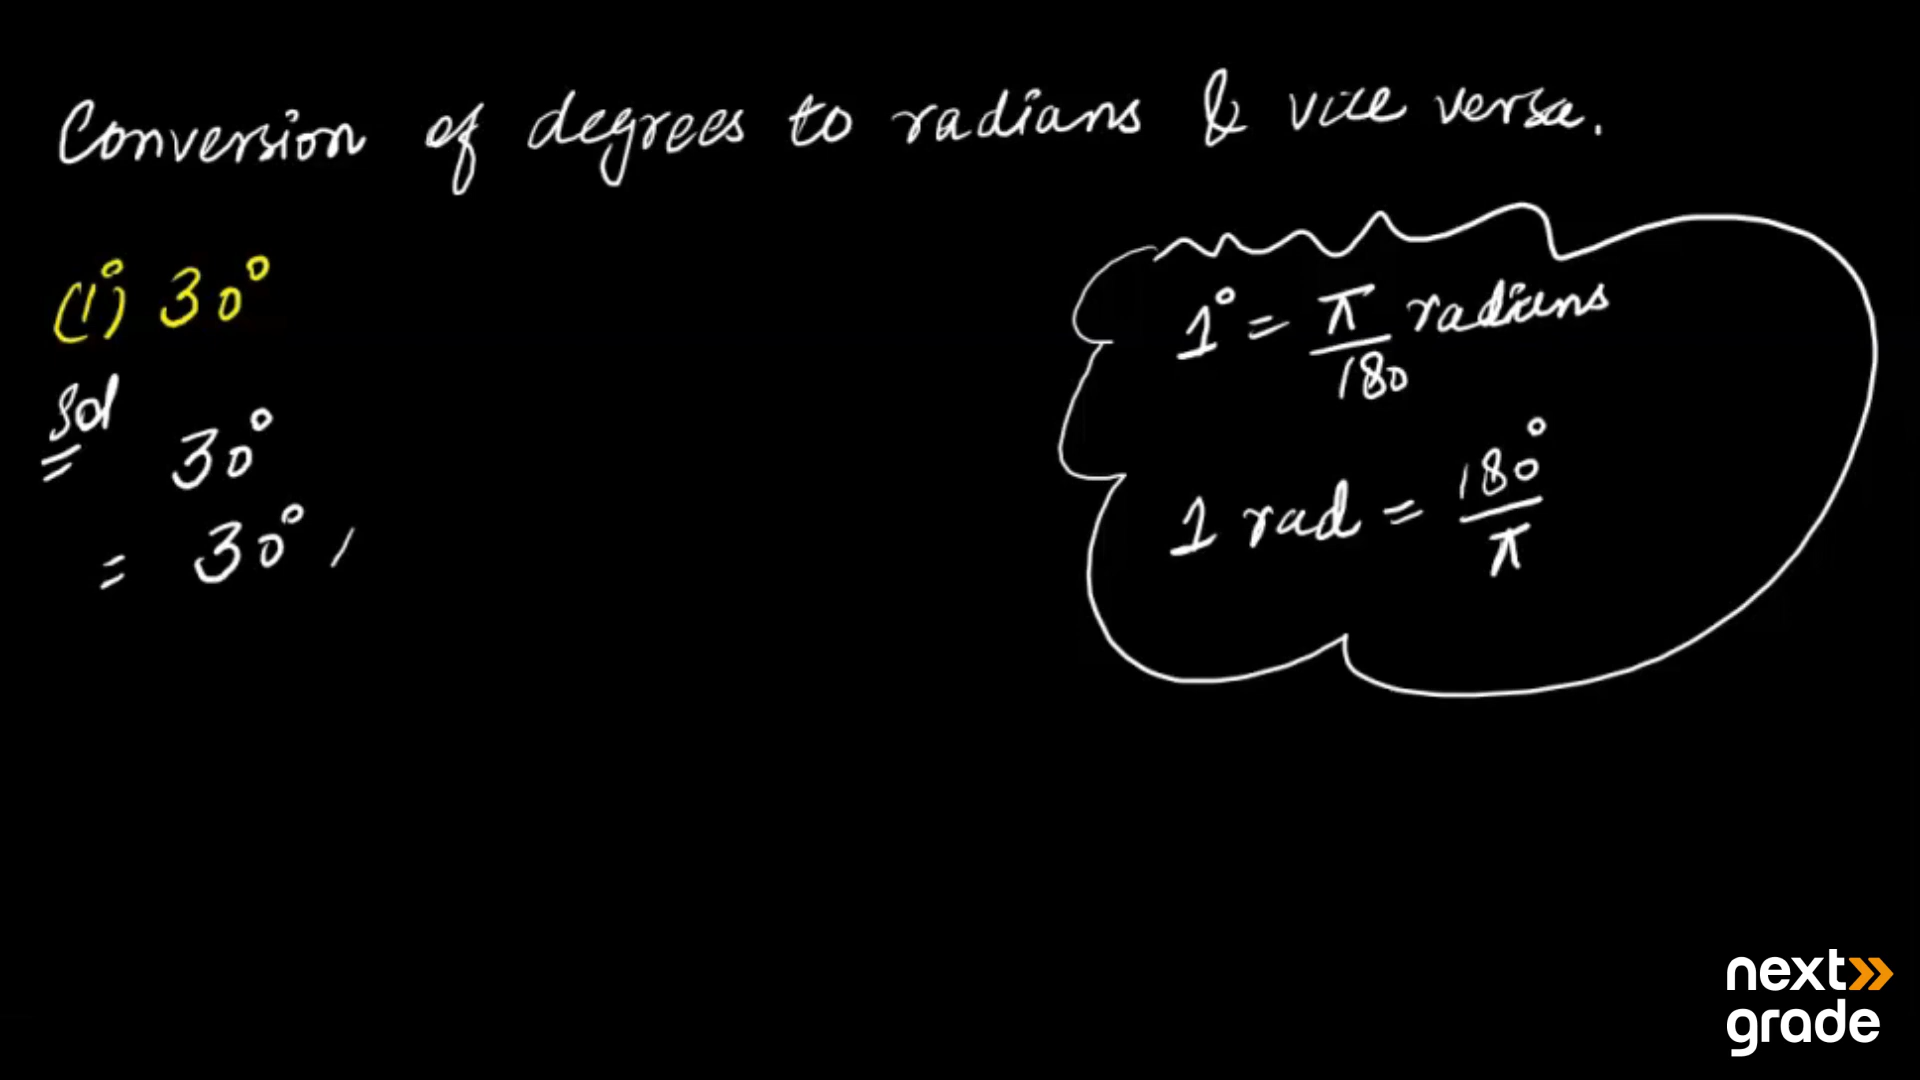 Conversion of degrees to radians & vice versa.
(i) 30°
Sol
30°
= 30°
1° = π/180 radians
1 rad = 180°/π
next
grade